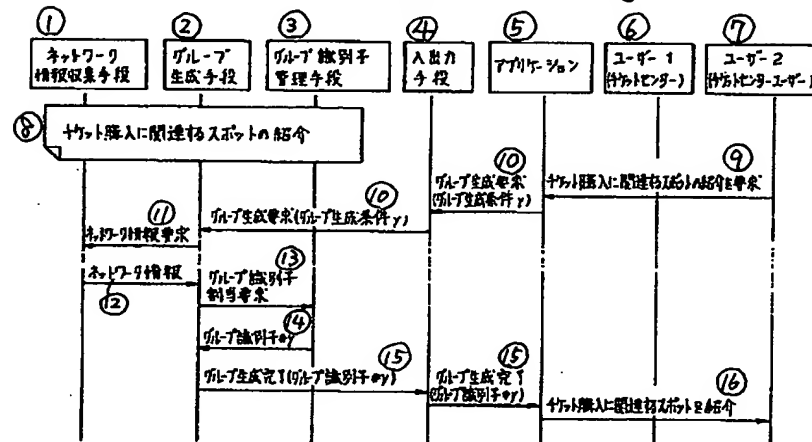 ① ② ③ ④ ⑤ ⑥ ⑦
ネットワーク
情報収集手段
グループ
生成手段
グループ識別子
管理手段
入出力
手段
アプリケーション
ユーザー1
(チケットセンター)
ユーザー2
(チケットセンターユーザー)
⑧ チケット購入に関連するスポットの紹介
⑨
チケット購入に関連するスポットの紹介を要求
⑩
グループ生成要求
(グループ生成条件y)
⑩
グループ生成要求(グループ生成条件y)
⑪
ネットワーク情報要求
ネットワーク情報
⑫
⑬
グループ識別子
割当要求
⑭
グループ識別子#y
⑮
グループ生成完了(グループ識別子#y)
⑮
グループ生成完了
(グループ識別子#y)
⑯
チケット購入に関連するスポットを紹介